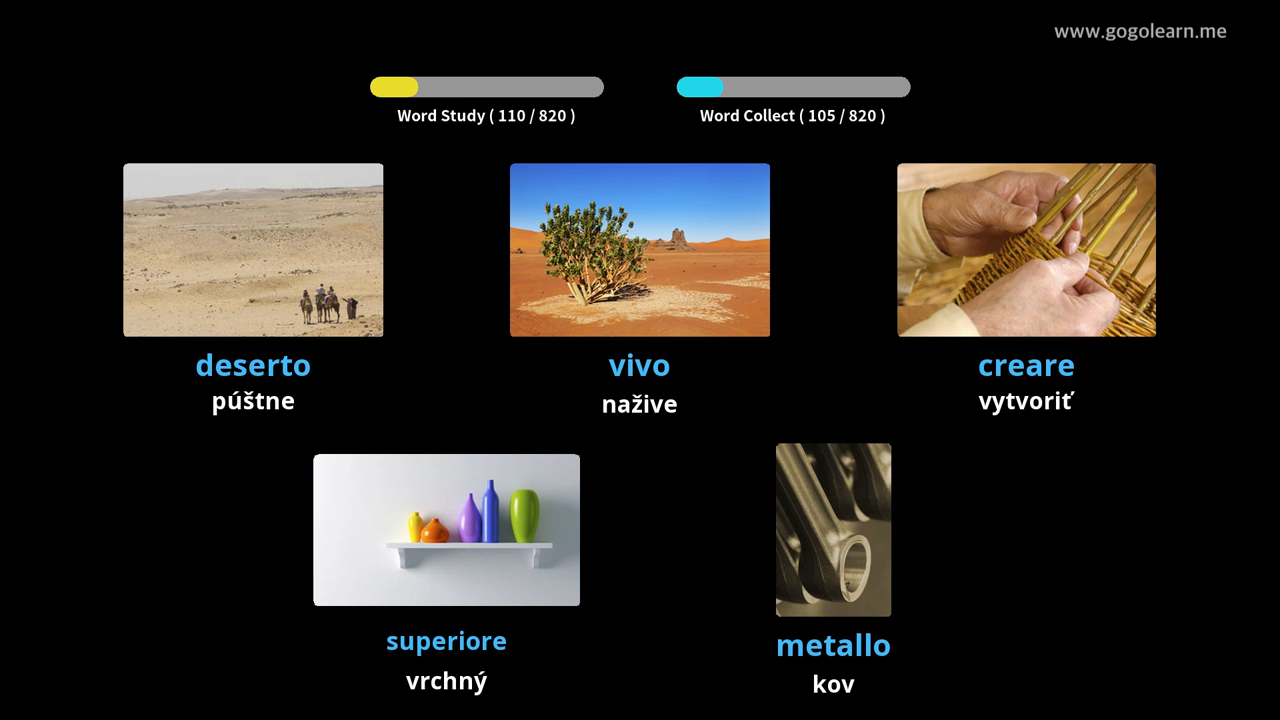 www.gogolearn.me
Word Study ( 110 / 820 )
Word Collect ( 105 / 820 )
deserto
púštne
vivo
nažive
creare
vytvoriť
superiore
vrchný
metallo
kov